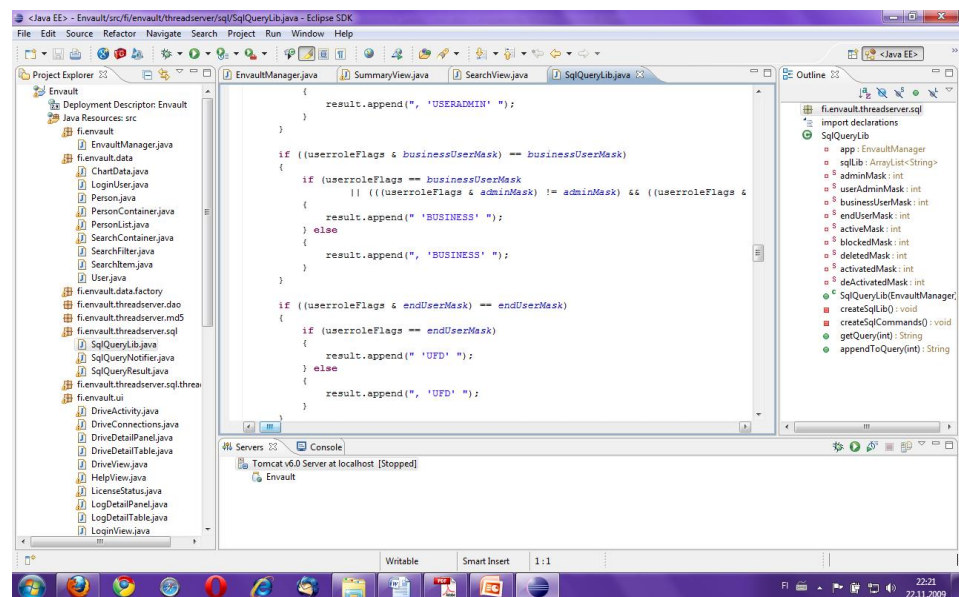 <Java EE> - Envault/src/fi/envault/threadserver/sql/SqlQueryLib.java - Eclipse SDK
File Edit Source Refactor Navigate Search Project Run Window Help
<Java EE>
Project Explorer
Envault
Deployment Descriptor: Envault
Java Resources: src
fi.envault
EnvaultManager.java
fi.envault.data
ChartData.java
LoginUser.java
Person.java
PersonContainer.java
PersonList.java
SearchContainer.java
SearchFilter.java
SearchItem.java
User.java
fi.envault.data.factory
fi.envault.threadserver.dao
fi.envault.threadserver.md5
fi.envault.threadserver.sql
SqlQueryLib.java
SqlQueryNotifier.java
SqlQueryResult.java
fi.envault.threadserver.sql.threa
fi.envault.ui
DriveActivity.java
DriveConnections.java
DriveDetailPanel.java
DriveDetailTable.java
DriveView.java
HelpView.java
LicenseStatus.java
LogDetailPanel.java
LogDetailTable.java
LoginView.java
EnvaultManager.java SummaryView.java SearchView.java SqlQueryLib.java
{
result.append(", 'USERADMIN' ");
}
}
if ((userroleFlags & businessUserMask) == businessUserMask)
{
if (userroleFlags == businessUserMask
|| (((userroleFlags & adminMask) != adminMask) && ((userroleFlags &
{
result.append(" 'BUSINESS' ");
} else
{
result.append(", 'BUSINESS' ");
}
}
if ((userroleFlags & endUserMask) == endUserMask)
{
if (userroleFlags == endUserMask)
{
result.append(" 'UFD' ");
} else
{
result.append(", 'UFD' ");
}
}
Outline
fi.envault.threadserver.sql
import declarations
SqlQueryLib
app : EnvaultManager
sqlLib : ArrayList<String>
adminMask : int
userAdminMask : int
businessUserMask : int
endUserMask : int
activeMask : int
blockedMask : int
deletedMask : int
activatedMask : int
deActivatedMask : int
SqlQueryLib(EnvaultManager)
createSqlLib() : void
createSqlCommands() : void
getQuery(int) : String
appendToQuery(int) : String
Servers Console
Tomcat v6.0 Server at localhost [Stopped]
Envault
Writable Smart Insert 1 : 1
FI 22:21
22.11.2009